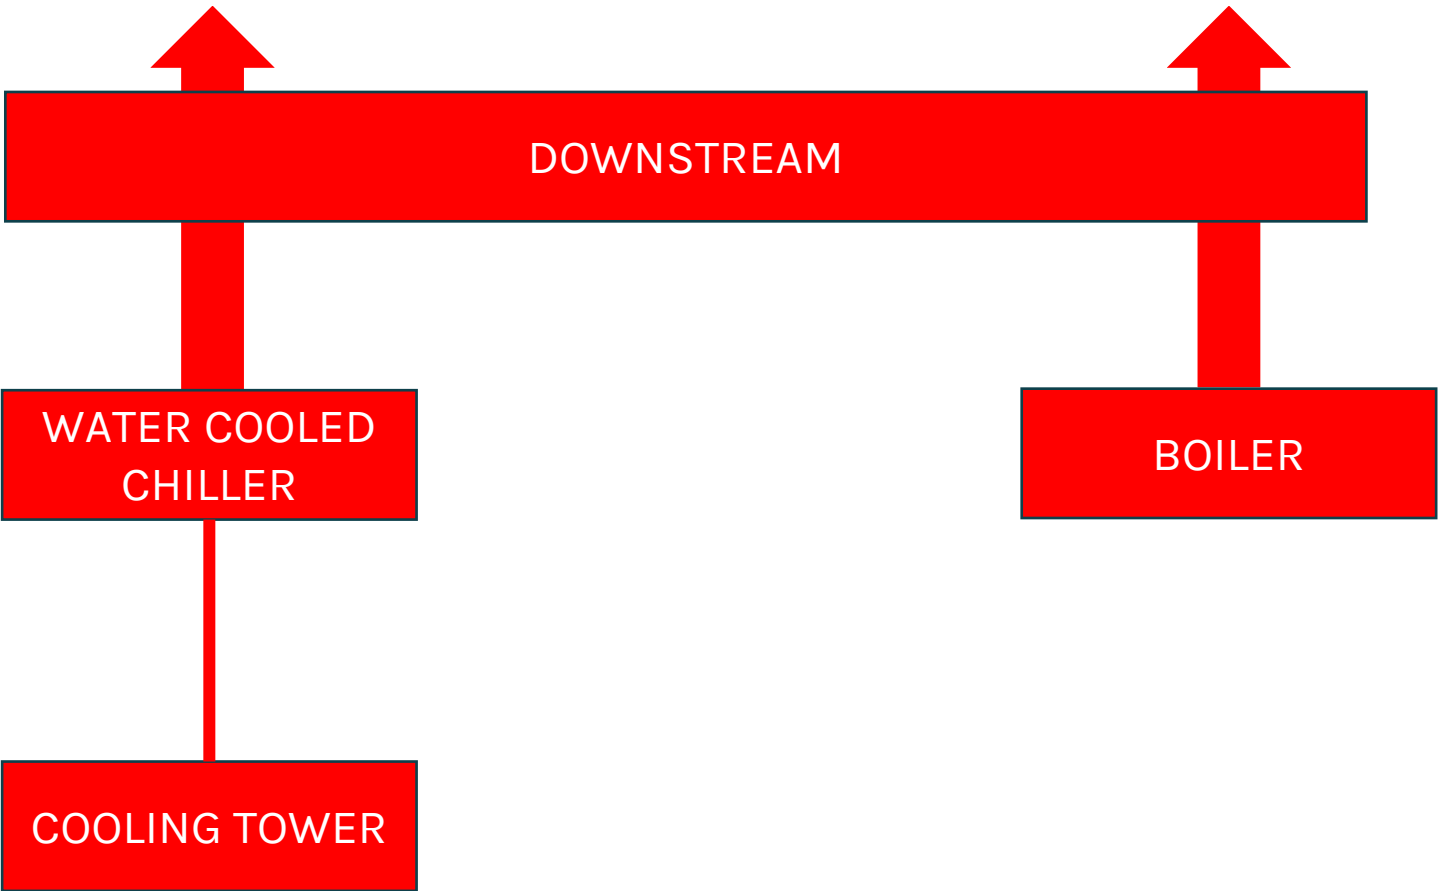 DOWNSTREAM
WATER COOLED
CHILLER
BOILER
COOLING TOWER